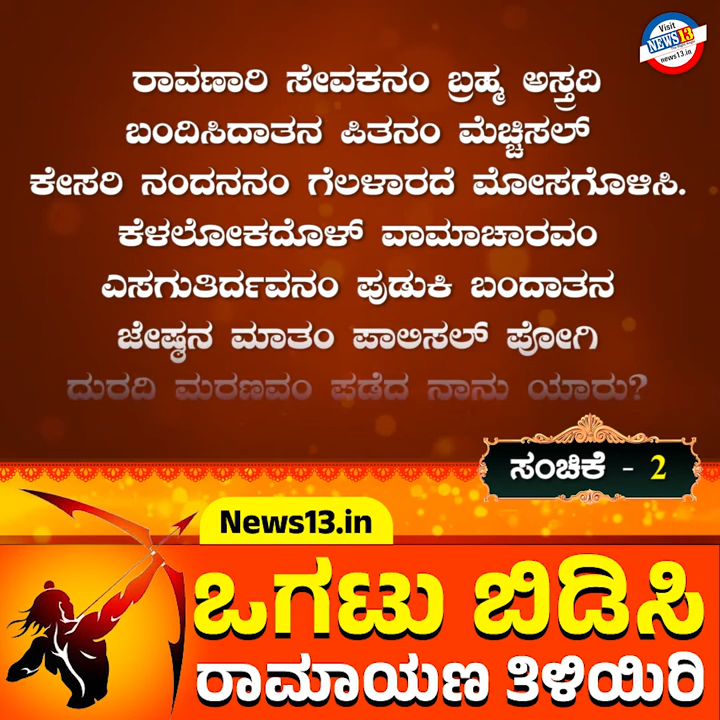 Visit
NEWS13
news13.in
ರಾವಣಾರಿ ಸೇವಕನಂ ಬ್ರಹ್ಮ ಅಸ್ತ್ರದಿ
ಬಂದಿಸಿದಾತನ ಪಿತನಂ ಮೆಚ್ಚಿಸಲ್
ಕೇಸರಿ ನಂದನನಂ ಗೆಲಳಾರದೆ ಮೋಸಗೊಳಿಸಿ.
ಕೆಳಲೋಕದೊಳ್ ವಾಮಾಚಾರವಂ
ಎಸಗುತಿರ್ದವನಂ ಪುಡುಕಿ ಬಂದಾತನ
ಜೇಷ್ಠನ ಮಾತಂ ಪಾಲಿಸಲ್ ಪೋಗಿ
ದುರದಿ ಮರಣವಂ ಪಡೆದ ನಾನು ಯಾರು?
ಸಂಚಿಕೆ - 2
News13.in
ಒಗಟು ಬಿಡಿಸಿ
ರಾಮಾಯಣ ತಿಳಿಯಿರಿ